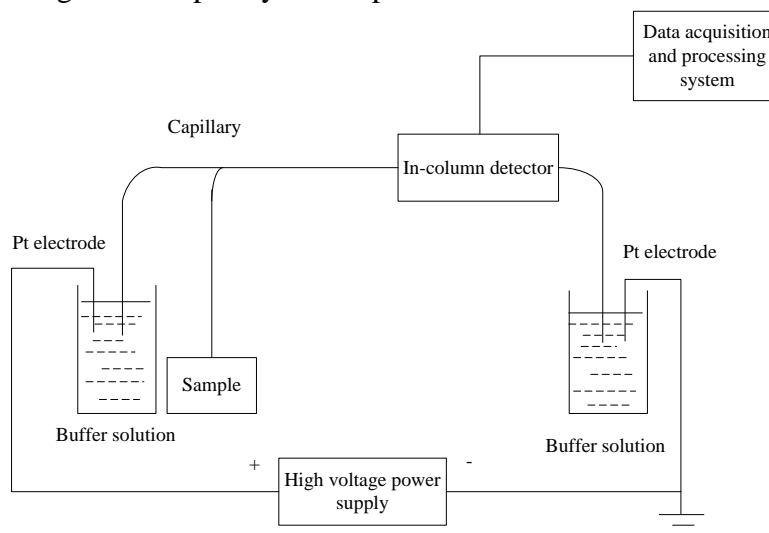 Data acquisition
and processing
system
Capillary
In-column detector
Pt electrode
Pt electrode
Sample
Buffer solution
Buffer solution
+
-
High voltage power
supply